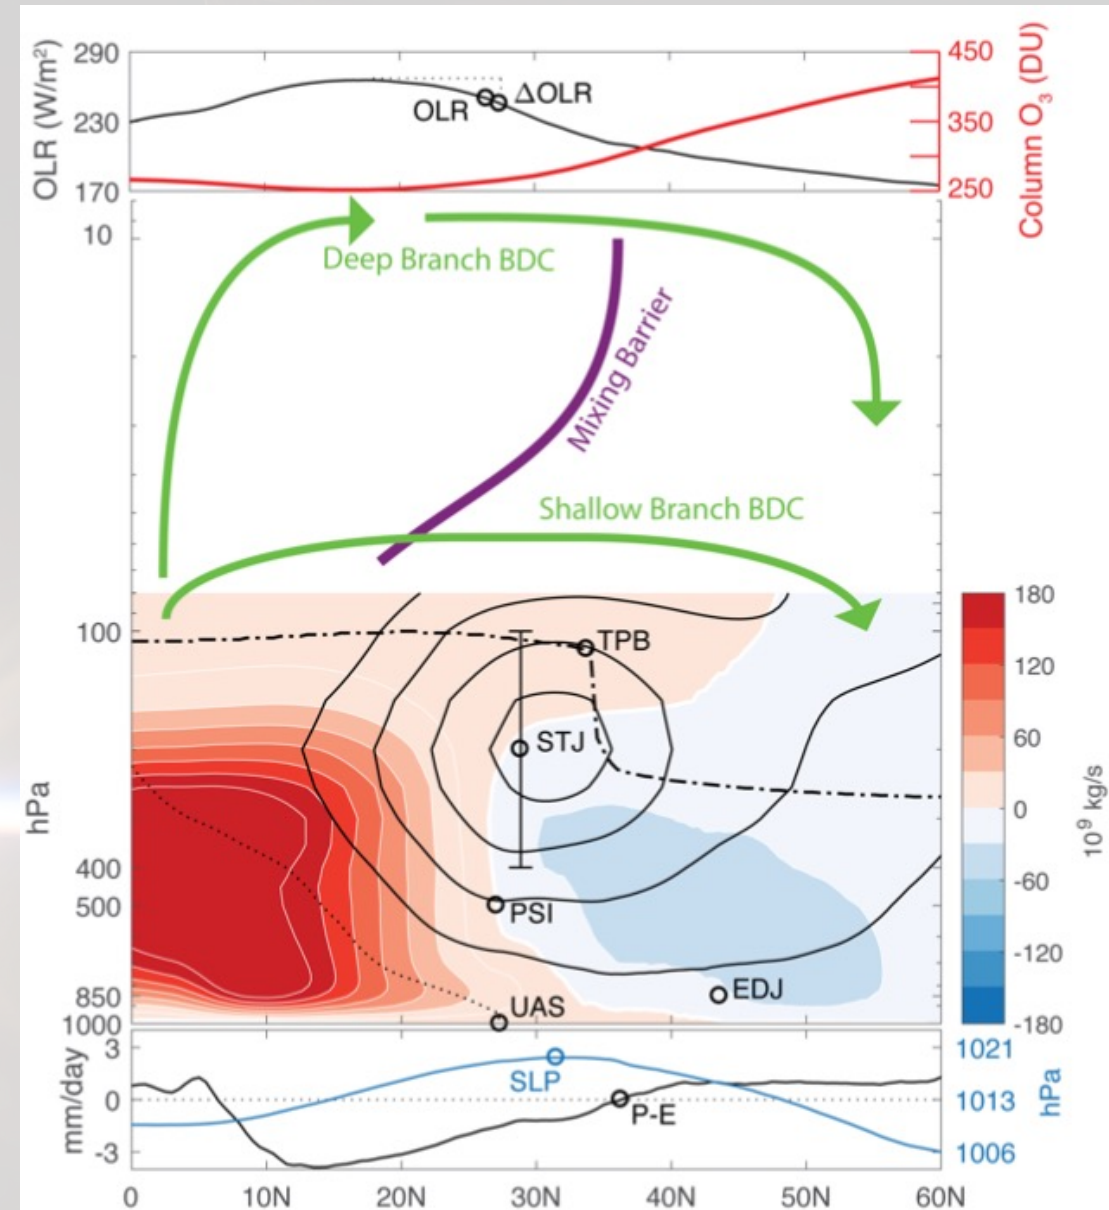 OLR (W/m²)
290
230
170
OLR
ΔOLR
450
350
250
Column O₃ (DU)
10
Deep Branch BDC
Mixing Barrier
Shallow Branch BDC
100
400
500
850
1000
hPa
TPB
STJ
PSI
EDJ
UAS
180
120
60
0
-60
-120
-180
10⁹ kg/s
mm/day
3
0
-3
SLP
P-E
1021
1013
1006
hPa
0 10N 20N 30N 40N 50N 60N